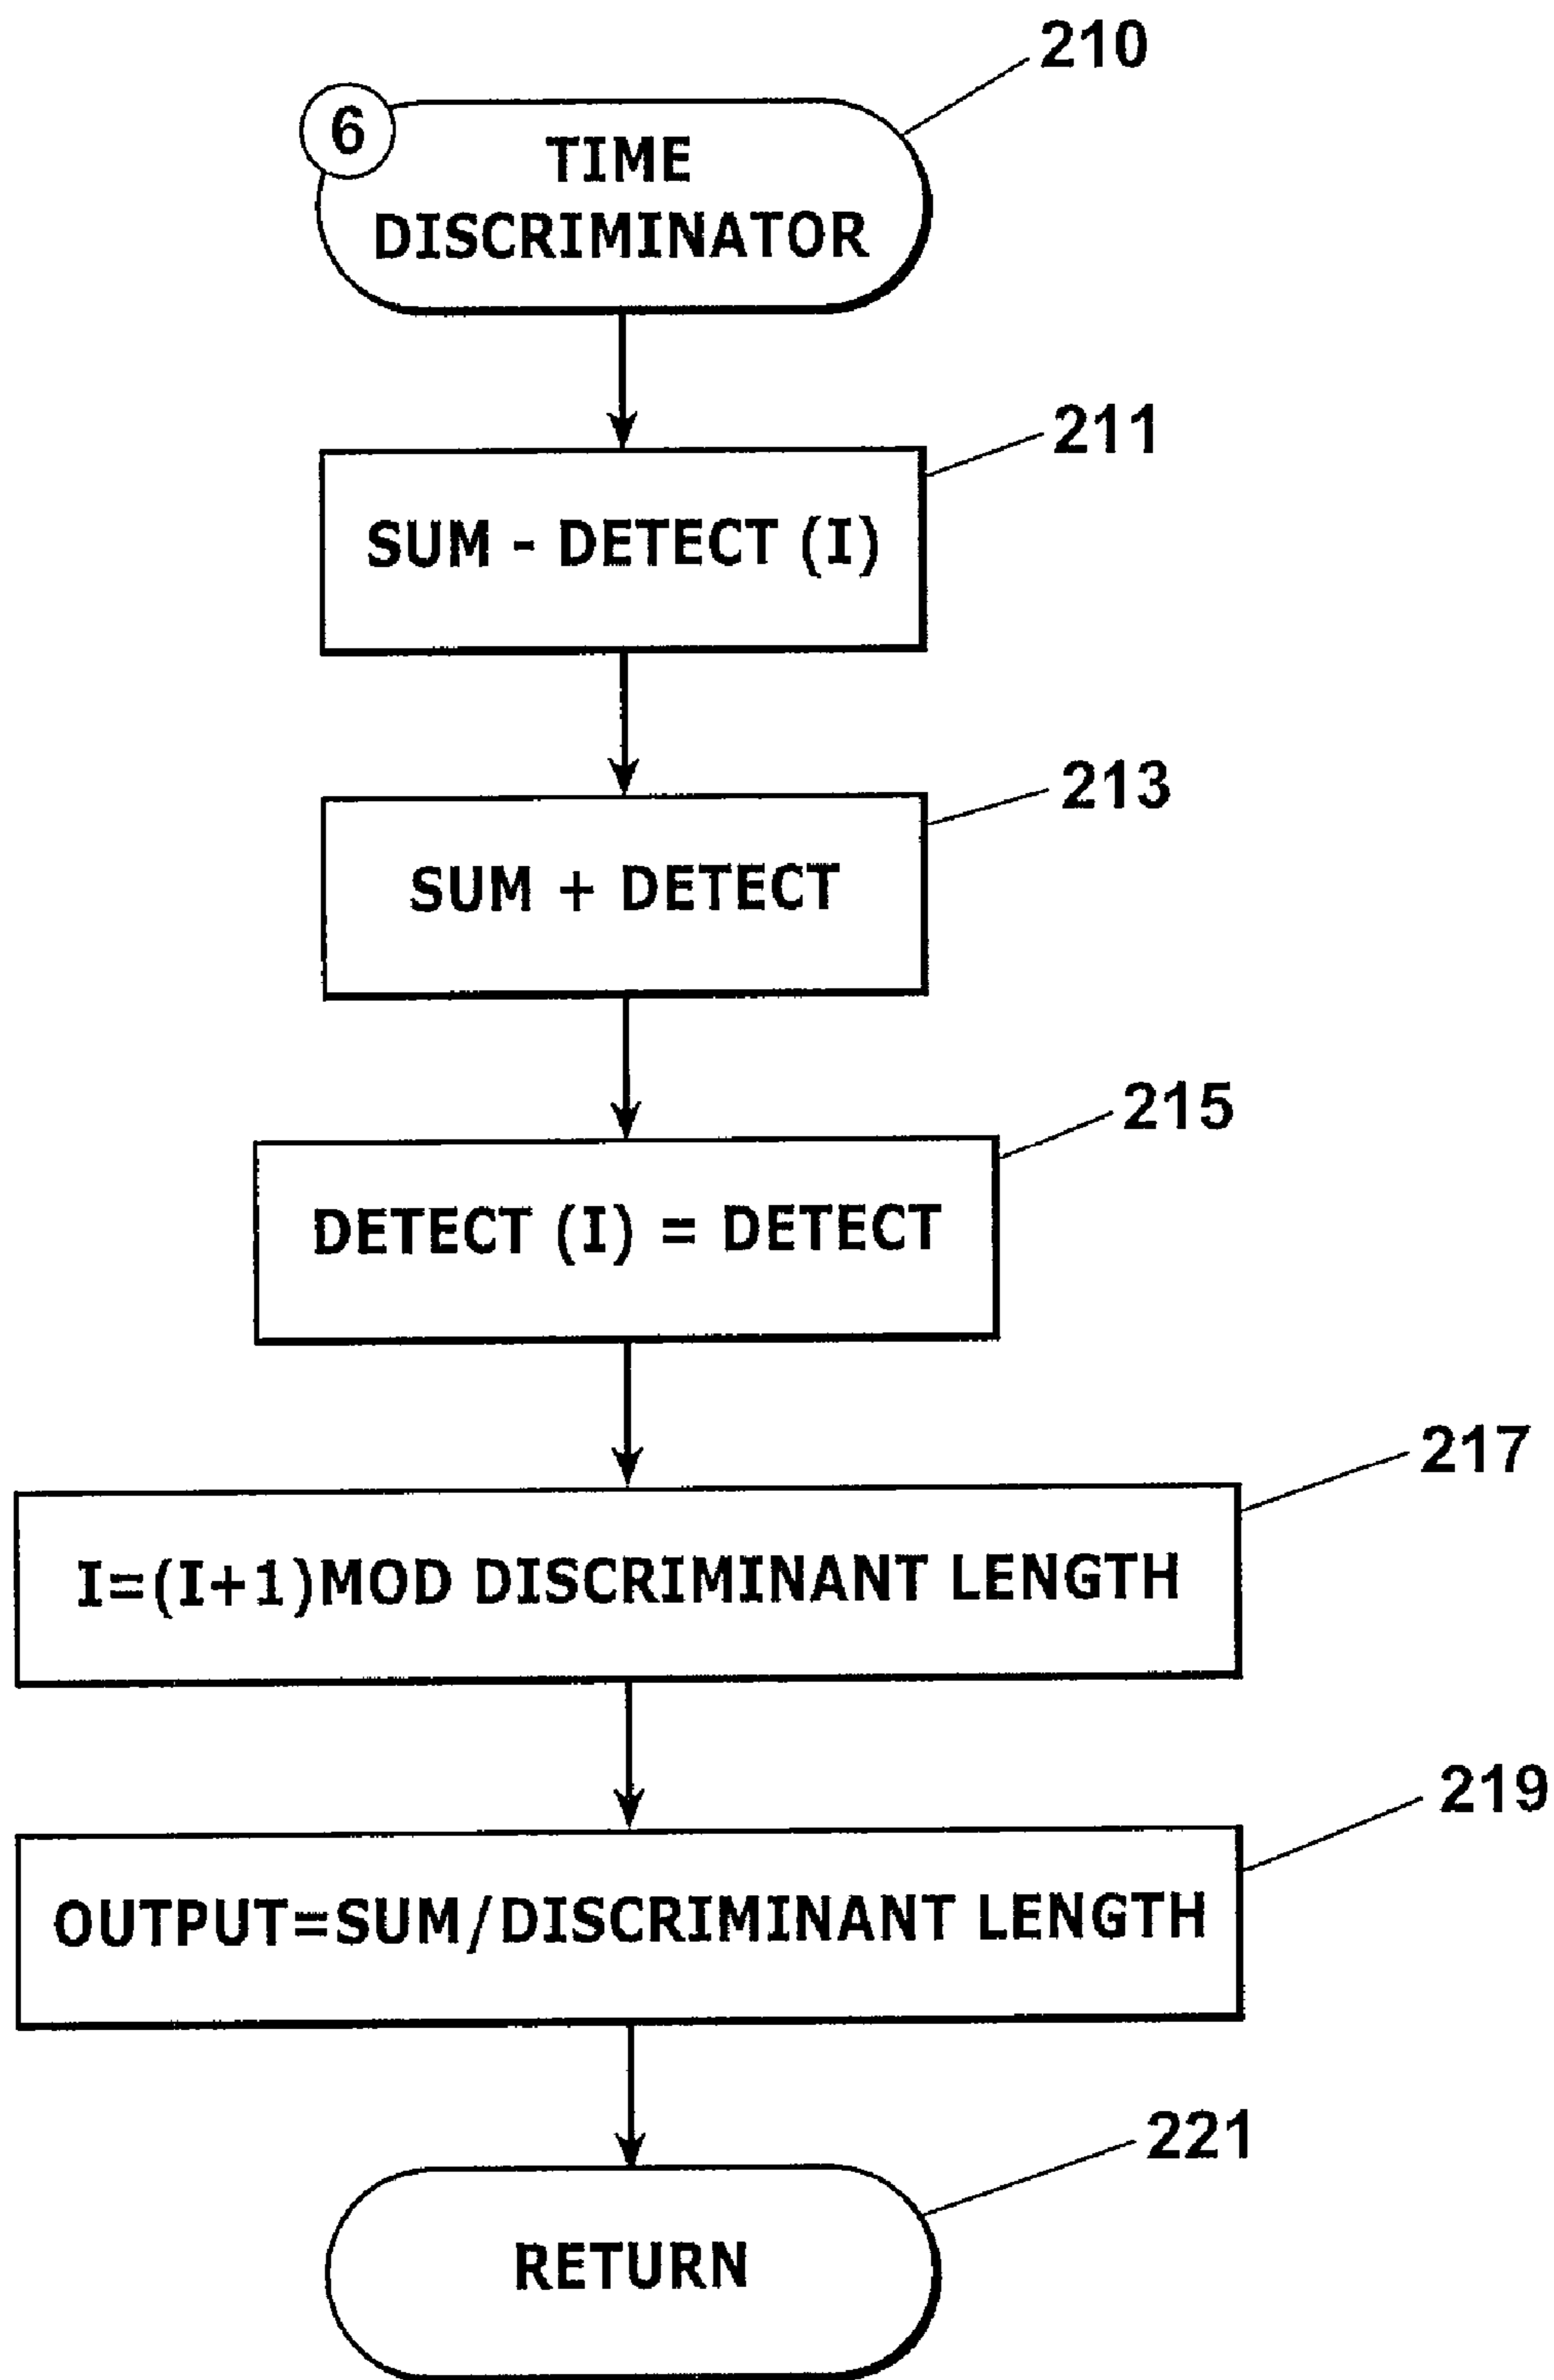 210
6
TIME
DISCRIMINATOR
211
SUM - DETECT (I)
213
SUM + DETECT
215
DETECT (I) = DETECT
217
I=(I+1)MOD DISCRIMINANT LENGTH
219
OUTPUT=SUM/DISCRIMINANT LENGTH
221
RETURN